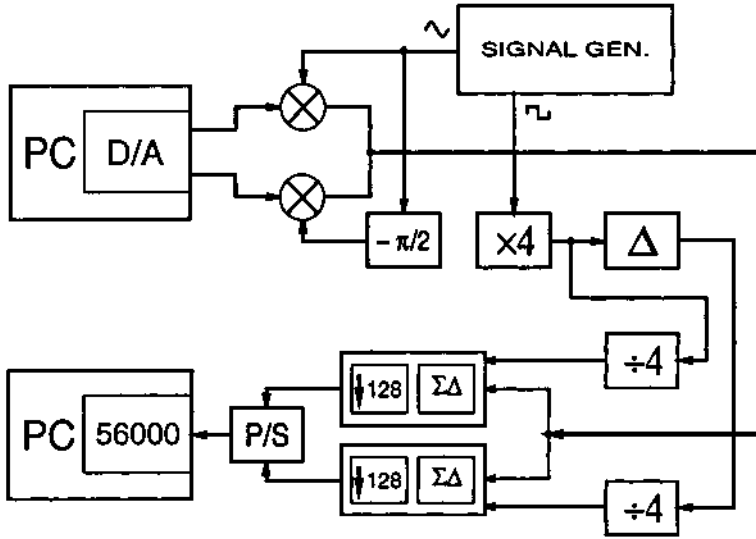 SIGNAL GEN.
PC
D/A
-π/2
×4
Δ
÷4
↓128
ΣΔ
PC
56000
P/S
↓128
ΣΔ
÷4